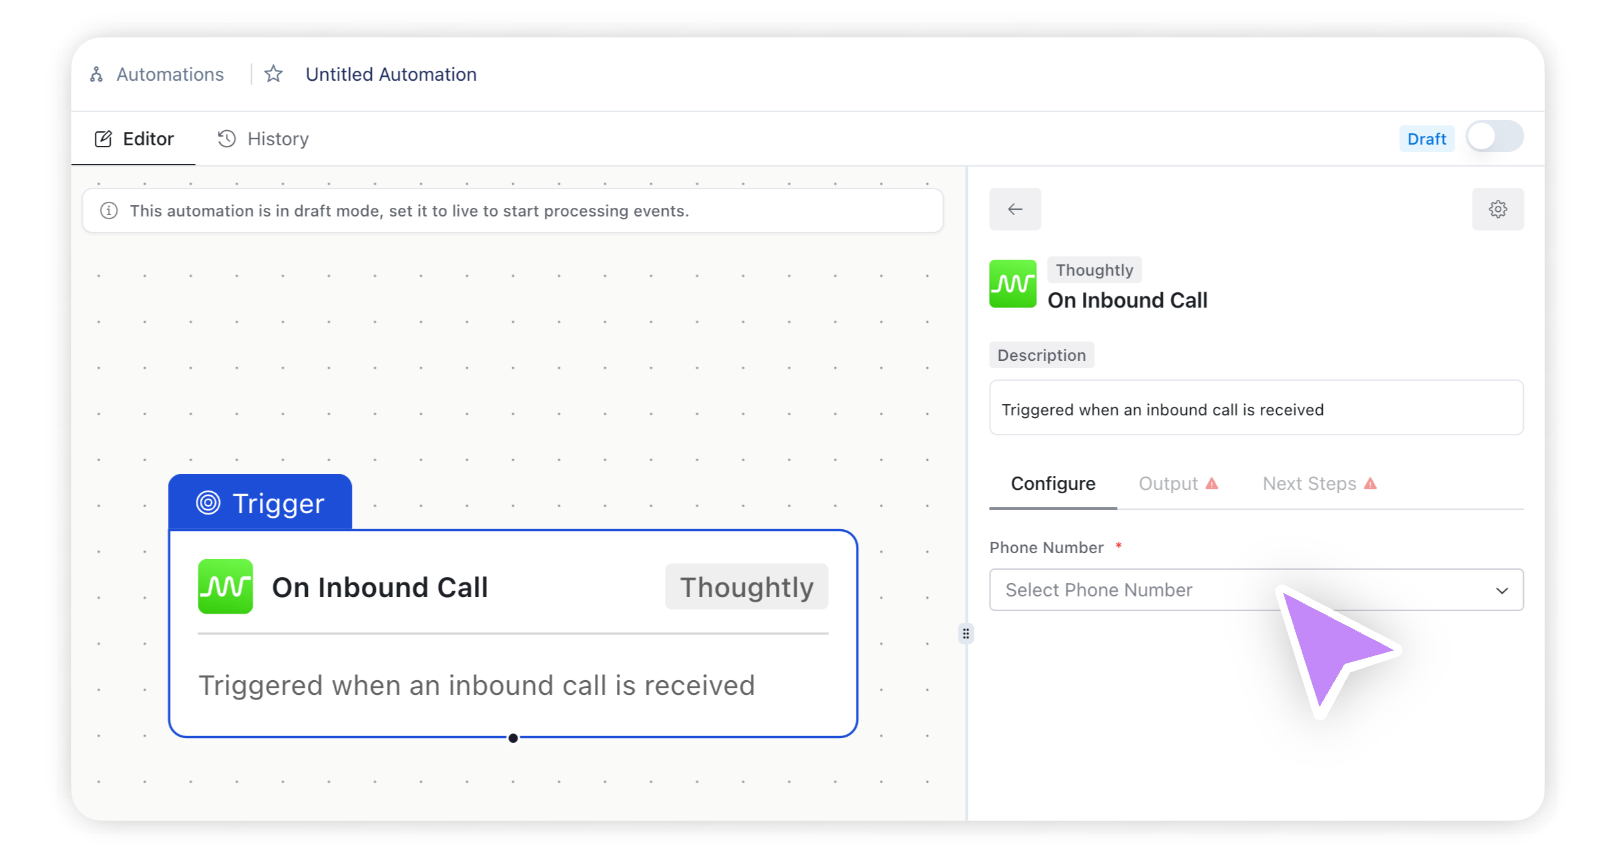 Automations
Untitled Automation
Editor
History
Draft
This automation is in draft mode, set it to live to start processing events.
Trigger
On Inbound Call
Thoughtly
Triggered when an inbound call is received
Thoughtly
On Inbound Call
Description
Triggered when an inbound call is received
Configure
Output
Next Steps
Phone Number *
Select Phone Number